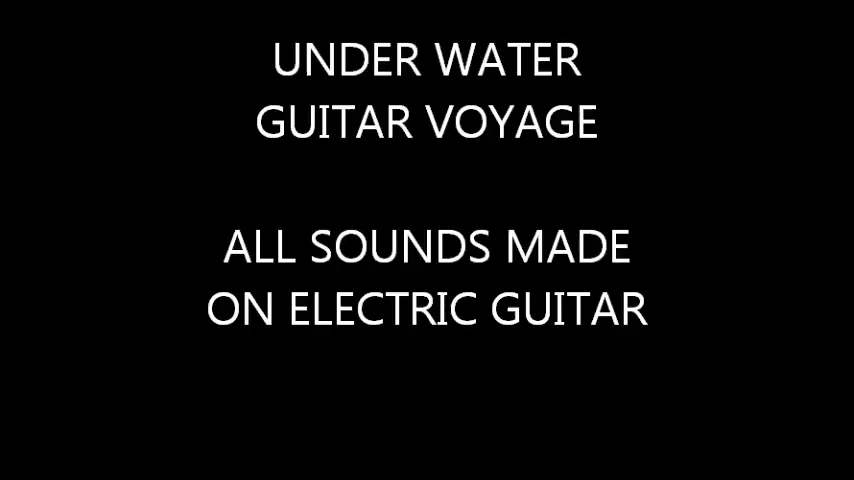 UNDER WATER
GUITAR VOYAGE
ALL SOUNDS MADE
ON ELECTRIC GUITAR